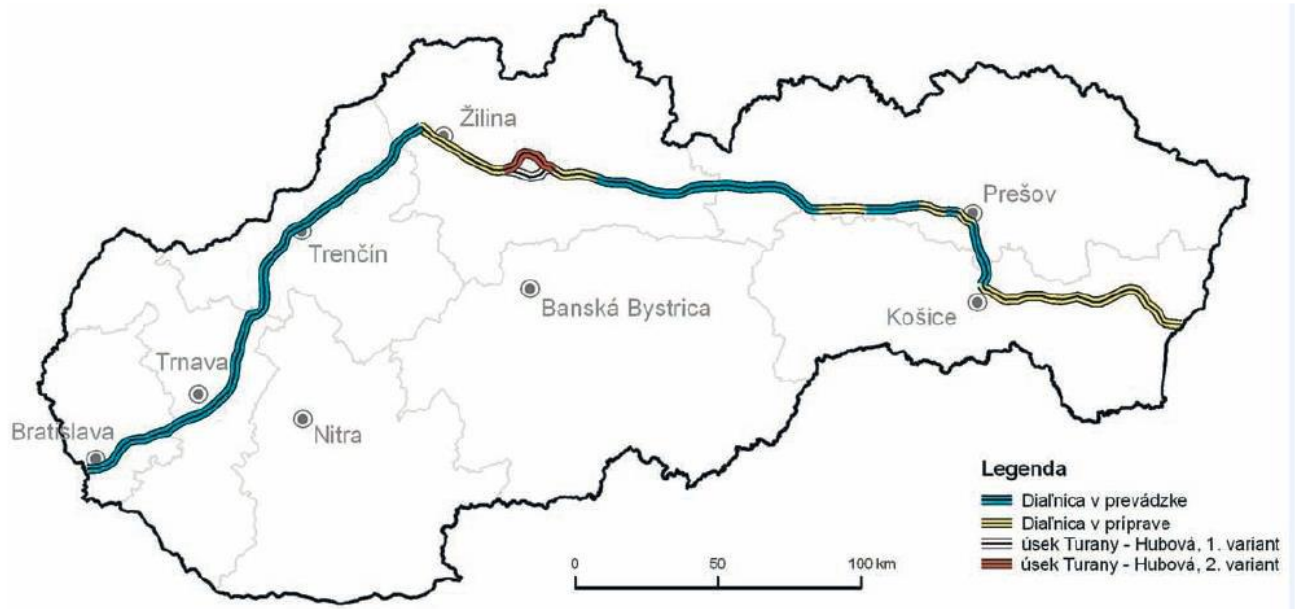 Žilina
Prešov
Trenčín
Banská Bystrica
Košice
Trnava
Bratislava
Nitra
Legenda
Diaľnica v prevádzke
Diaľnica v príprave
úsek Turany - Hubová, 1. variant
úsek Turany - Hubová, 2. variant
0 50 100 km